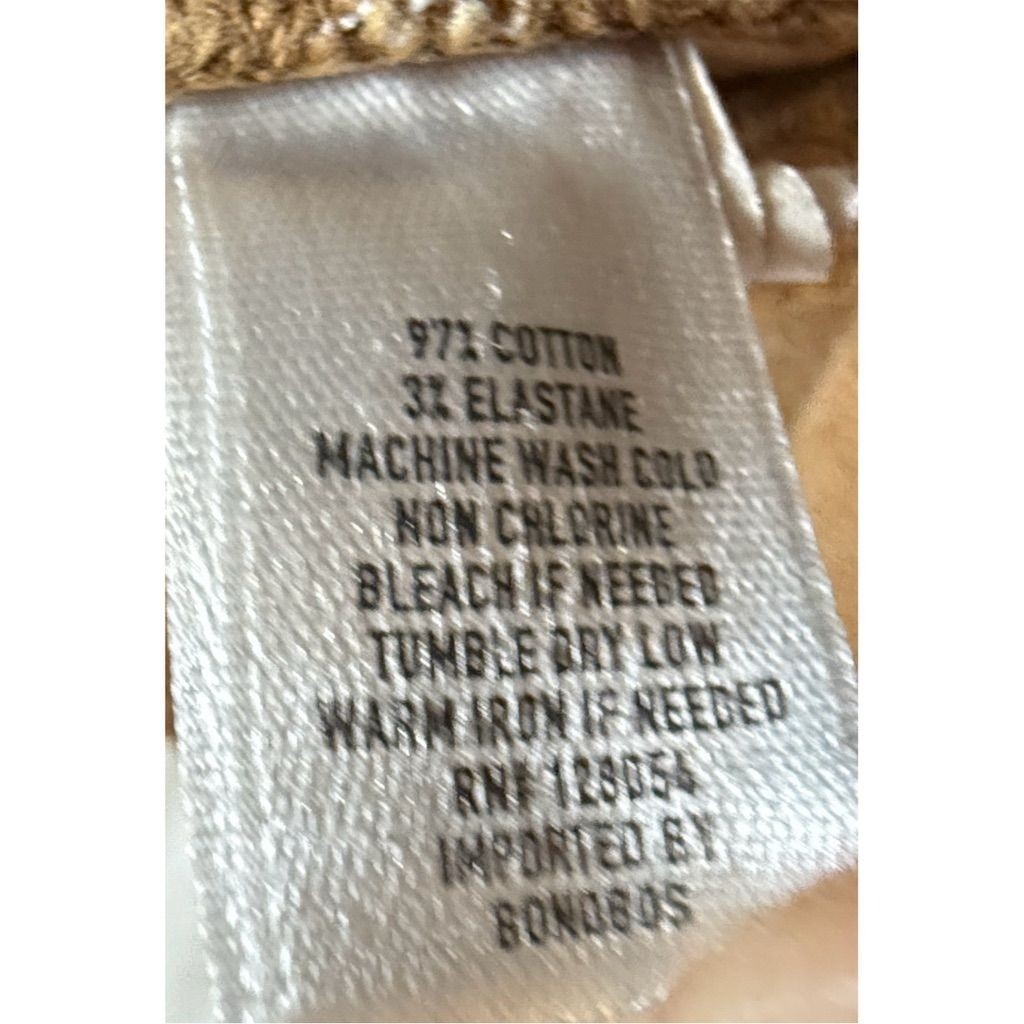 97% COTTON
3% ELASTANE
MACHINE WASH COLD
NON CHLORINE
BLEACH IF NEEDED
TUMBLE DRY LOW
WARM IRON IF NEEDED
RN# 128054
IMPORTED BY
BONOBOS